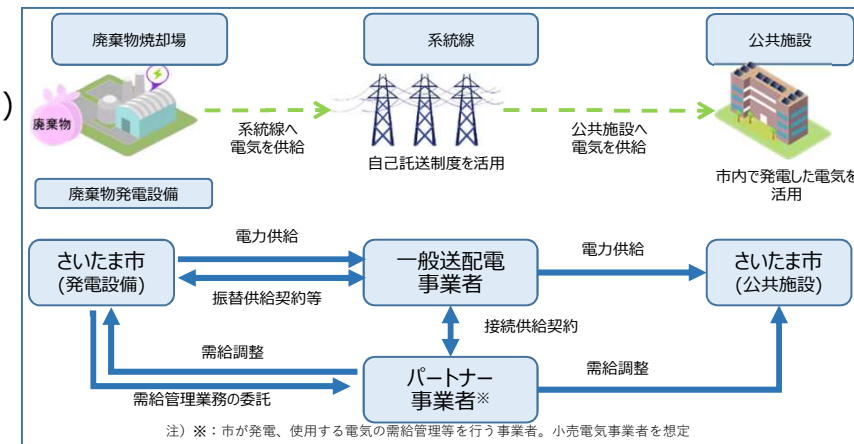 廃棄物焼却場
系統線
公共施設
)
廃棄物
系統線へ
電気を供給
公共施設へ
電気を供給
自己託送制度を活用
市内で発電した電気を
活用
廃棄物発電設備
電力供給
電力供給
さいたま市
(発電設備)
一般送配電
事業者
さいたま市
(公共施設)
振替供給契約等
接続供給契約
需給調整
需給調整
パートナー
事業者※
需給管理業務の委託
注）※：市が発電、使用する電気の需給管理等を行う事業者。小売電気事業者を想定